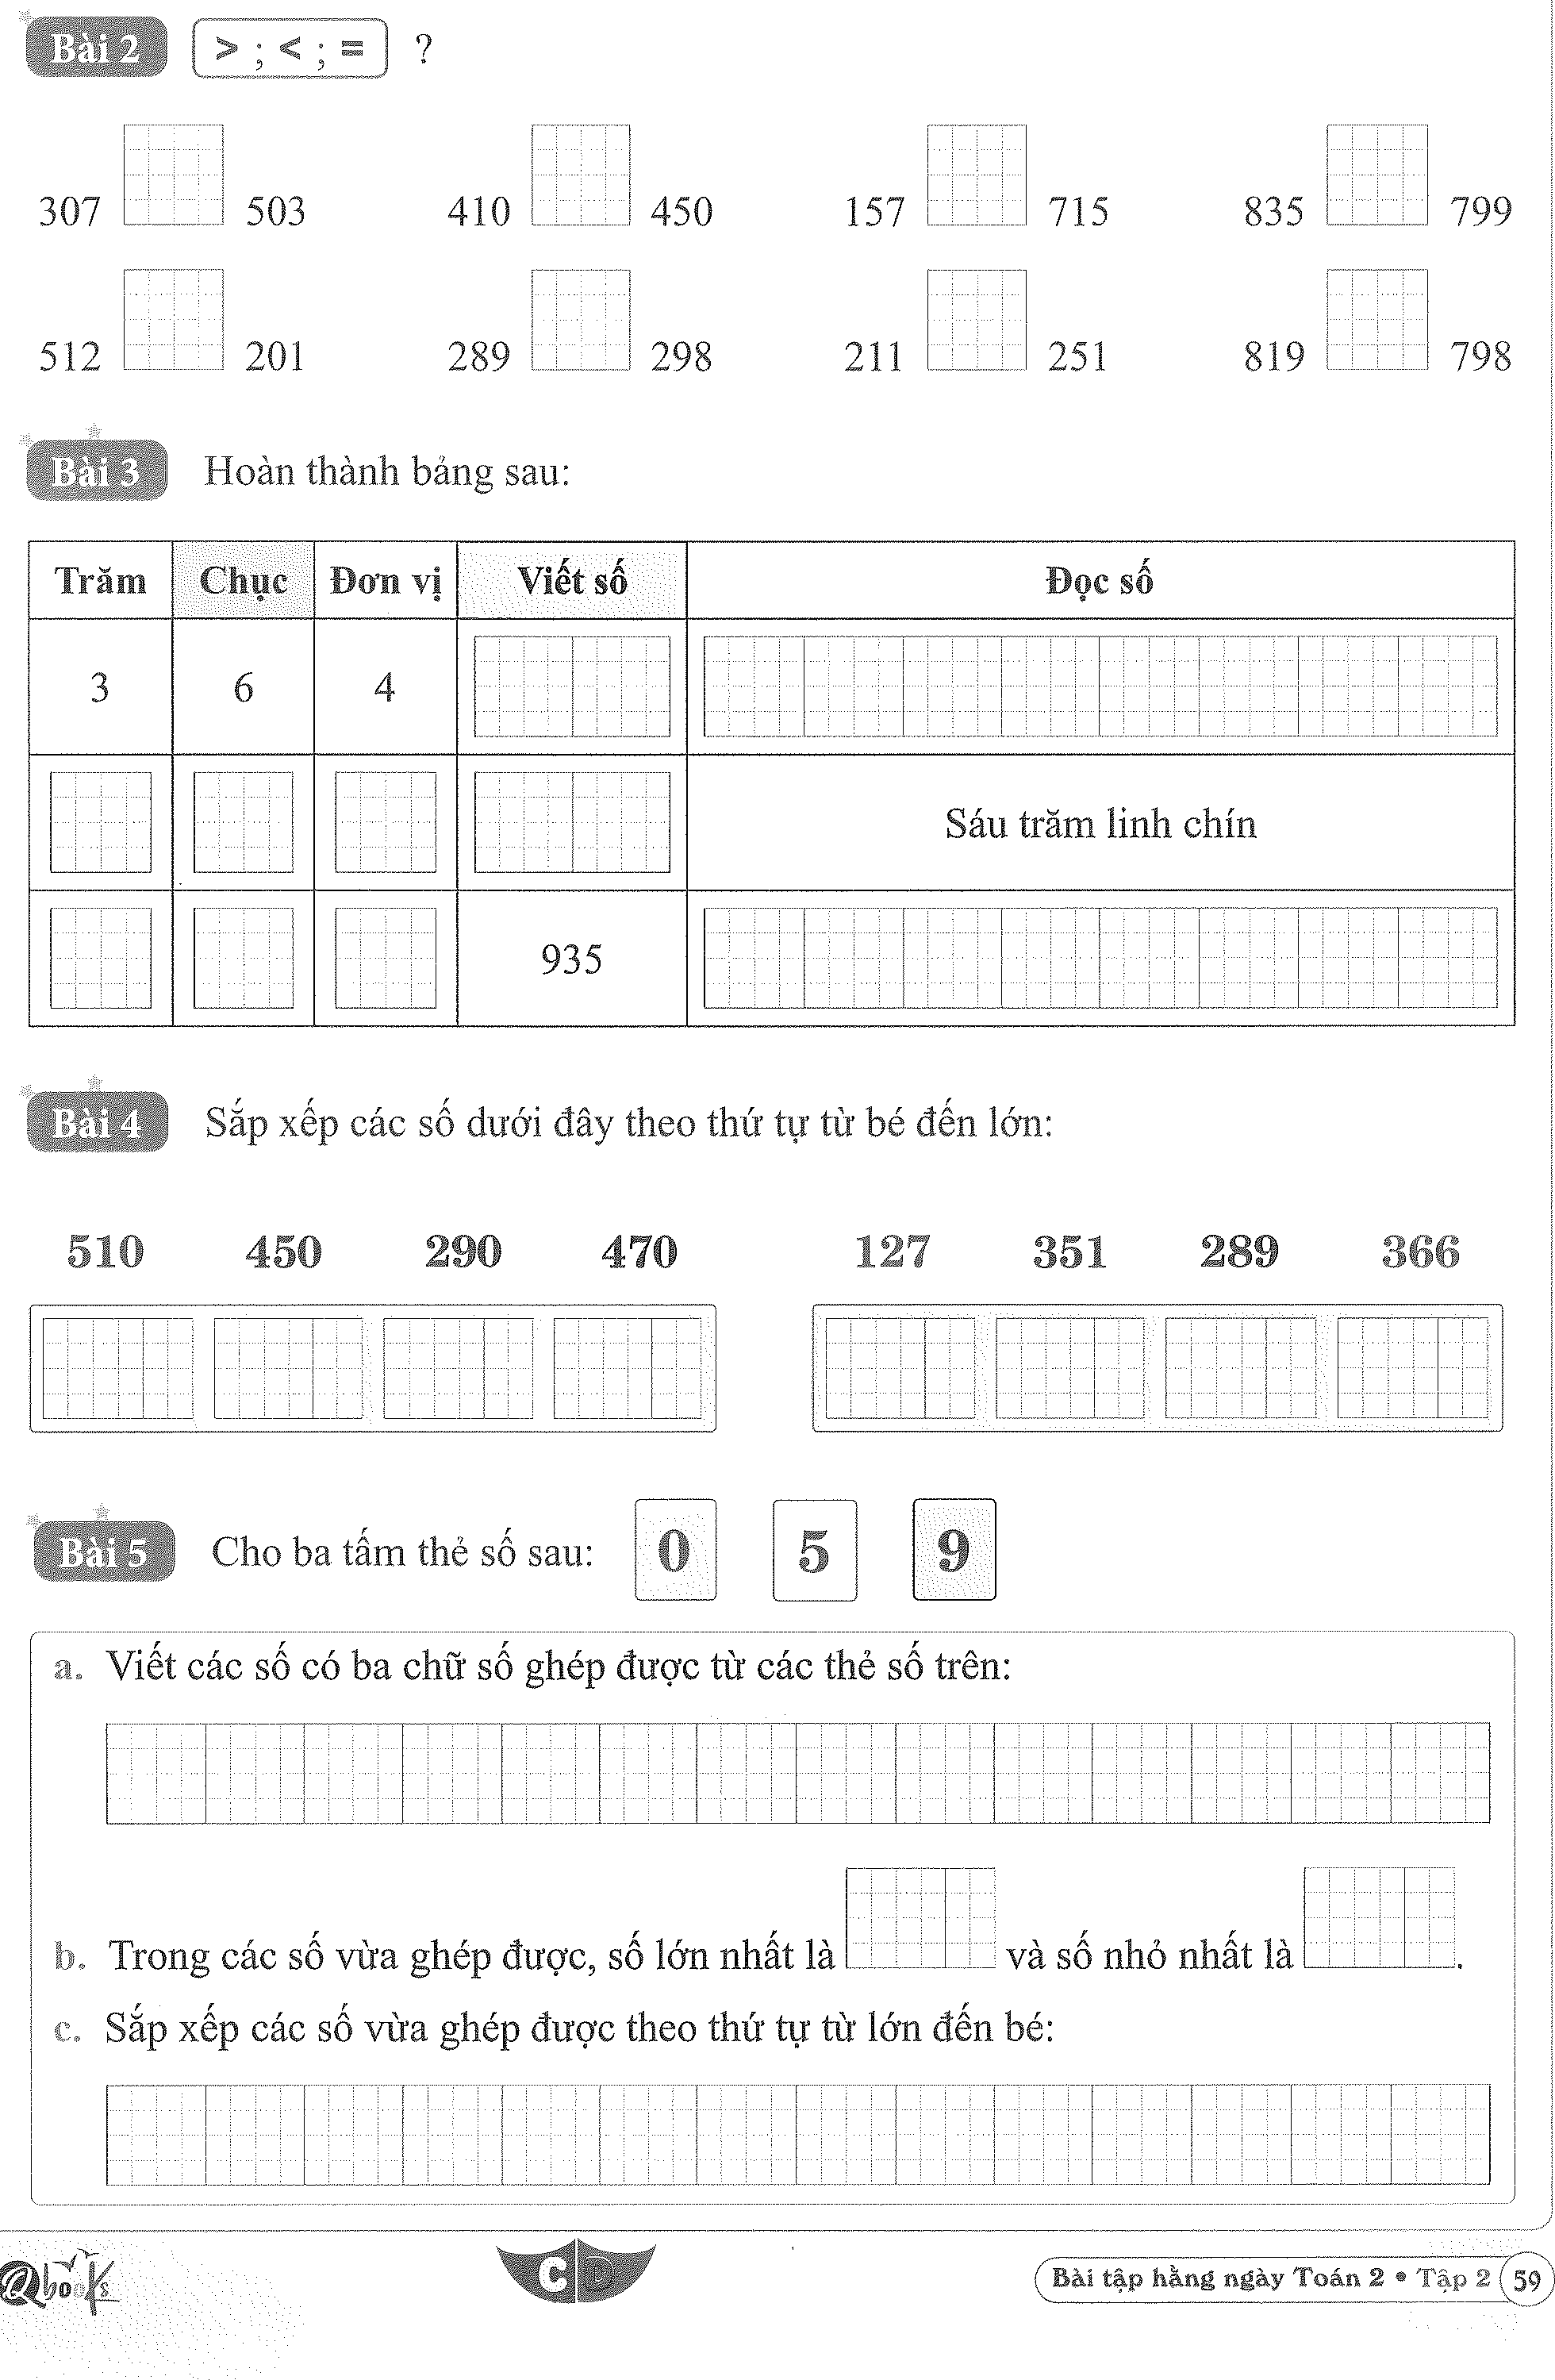 Bài 2 > ; < ; = ?
307 503 410 450 157 715 835 799
512 201 289 298 211 251 819 798
Bài 3 Hoàn thành bảng sau:
Trăm Chục Đơn vị Viết số Đọc số
3 6 4
Sáu trăm linh chín
935
Bài 4 Sắp xếp các số dưới đây theo thứ tự từ bé đến lớn:
510 450 290 470 127 351 289 366
Bài 5 Cho ba tấm thẻ số sau: 0 5 9
a. Viết các số có ba chữ số ghép được từ các thẻ số trên:
b. Trong các số vừa ghép được, số lớn nhất là và số nhỏ nhất là .
c. Sắp xếp các số vừa ghép được theo thứ tự từ lớn đến bé:
Qbooks CD Bài tập hằng ngày Toán 2 • Tập 2 59